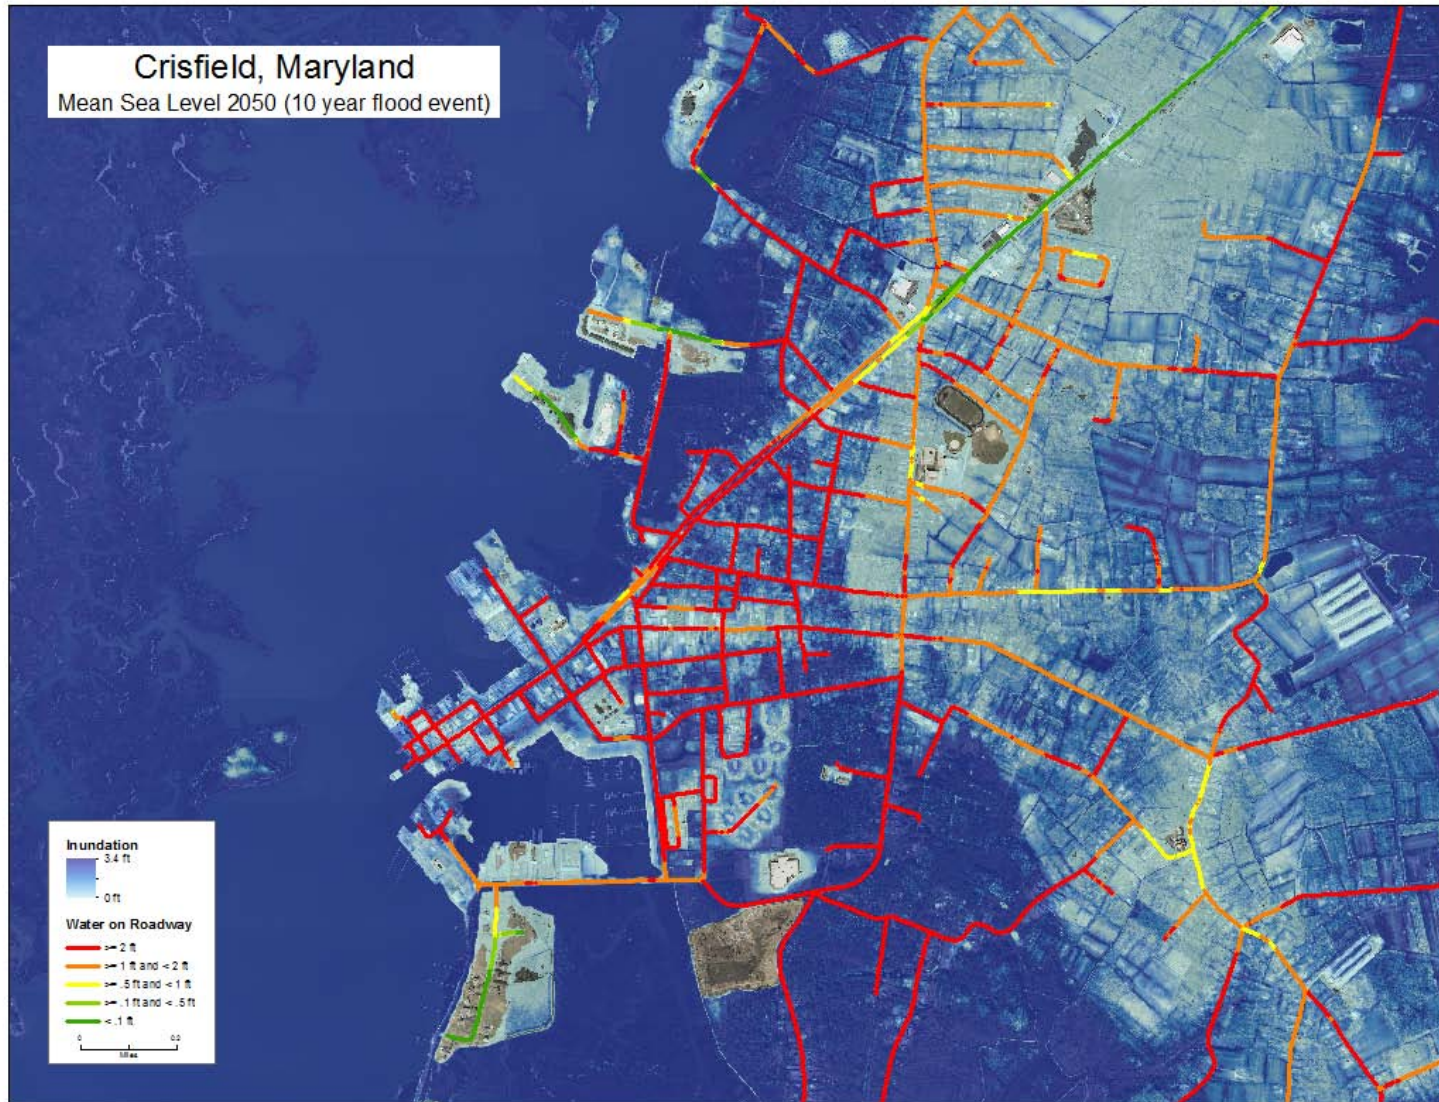 Crisfield, Maryland
Mean Sea Level 2050 (10 year flood event)
Inundation
3.4 ft
0 ft
Water on Roadway
>= 2 ft
>= 1 ft and < 2 ft
>= .5 ft and < 1 ft
>= .1 ft and < .5 ft
< .1 ft
0
Miles